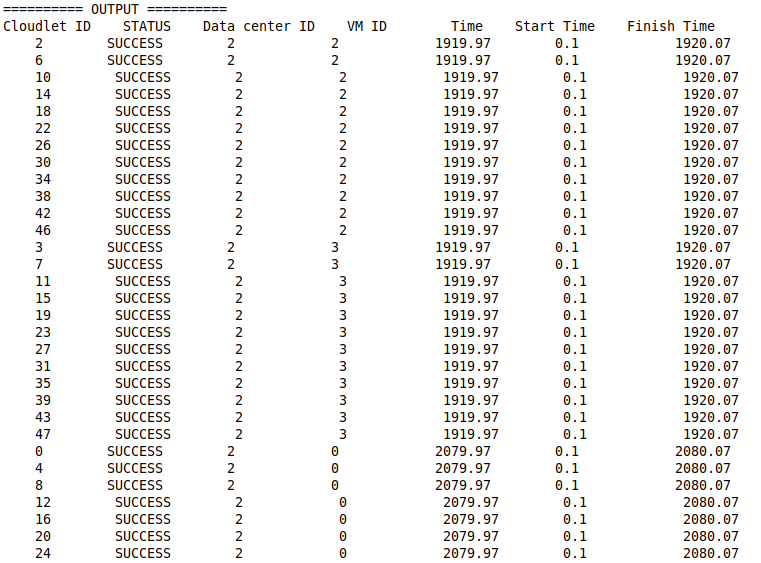 ========== OUTPUT ==========
Cloudlet ID    STATUS    Data center ID    VM ID        Time    Start Time    Finish Time
    2        SUCCESS        2            2            1919.97        0.1            1920.07
    6        SUCCESS        2            2            1919.97        0.1            1920.07
    10        SUCCESS        2            2            1919.97        0.1            1920.07
    14        SUCCESS        2            2            1919.97        0.1            1920.07
    18        SUCCESS        2            2            1919.97        0.1            1920.07
    22        SUCCESS        2            2            1919.97        0.1            1920.07
    26        SUCCESS        2            2            1919.97        0.1            1920.07
    30        SUCCESS        2            2            1919.97        0.1            1920.07
    34        SUCCESS        2            2            1919.97        0.1            1920.07
    38        SUCCESS        2            2            1919.97        0.1            1920.07
    42        SUCCESS        2            2            1919.97        0.1            1920.07
    46        SUCCESS        2            2            1919.97        0.1            1920.07
    3        SUCCESS        2            3            1919.97        0.1            1920.07
    7        SUCCESS        2            3            1919.97        0.1            1920.07
    11        SUCCESS        2            3            1919.97        0.1            1920.07
    15        SUCCESS        2            3            1919.97        0.1            1920.07
    19        SUCCESS        2            3            1919.97        0.1            1920.07
    23        SUCCESS        2            3            1919.97        0.1            1920.07
    27        SUCCESS        2            3            1919.97        0.1            1920.07
    31        SUCCESS        2            3            1919.97        0.1            1920.07
    35        SUCCESS        2            3            1919.97        0.1            1920.07
    39        SUCCESS        2            3            1919.97        0.1            1920.07
    43        SUCCESS        2            3            1919.97        0.1            1920.07
    47        SUCCESS        2            3            1919.97        0.1            1920.07
    0        SUCCESS        2            0            2079.97        0.1            2080.07
    4        SUCCESS        2            0            2079.97        0.1            2080.07
    8        SUCCESS        2            0            2079.97        0.1            2080.07
    12        SUCCESS        2            0            2079.97        0.1            2080.07
    16        SUCCESS        2            0            2079.97        0.1            2080.07
    20        SUCCESS        2            0            2079.97        0.1            2080.07
    24        SUCCESS        2            0            2079.97        0.1            2080.07